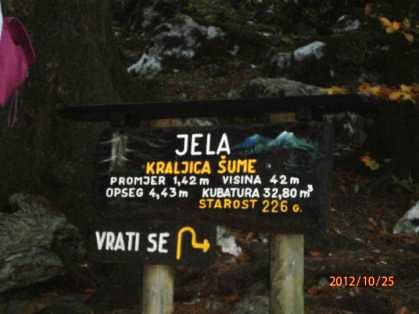 JELA
KRALJICA ŠUME
PROMJER 1,42 m VISINA 42 m
OPSEG 4,43 m KUBATURA 32,80 m³
STAROST 226 G.
VRATI SE
2012/10/25